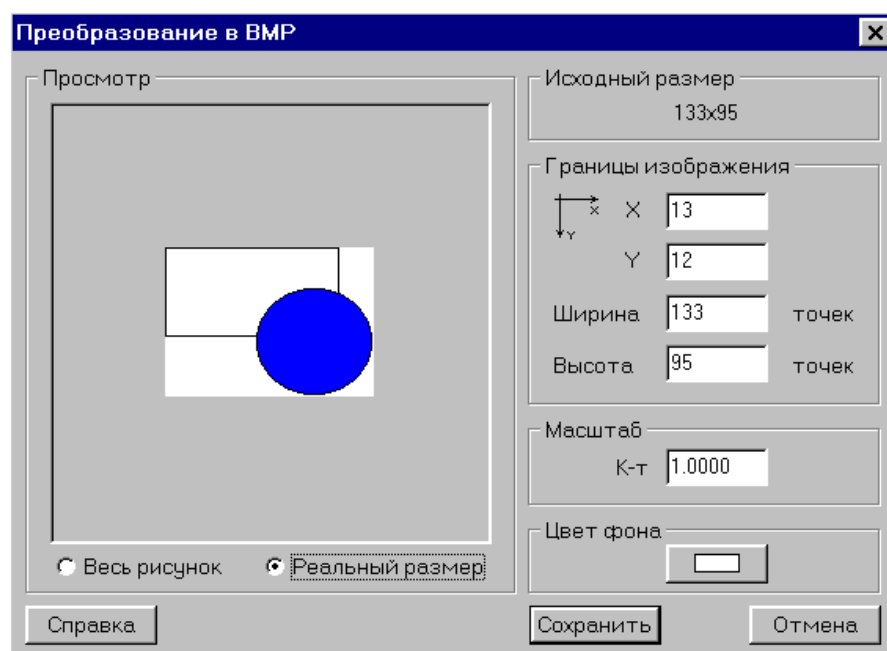 Преобразование в BMP
Просмотр
Весь рисунок
Реальный размер
Исходный размер
133x95
Границы изображения
X
Y
X 13
Y 12
Ширина 133 точек
Высота 95 точек
Масштаб
К-т 1.0000
Цвет фона
Справка
Сохранить
Отмена